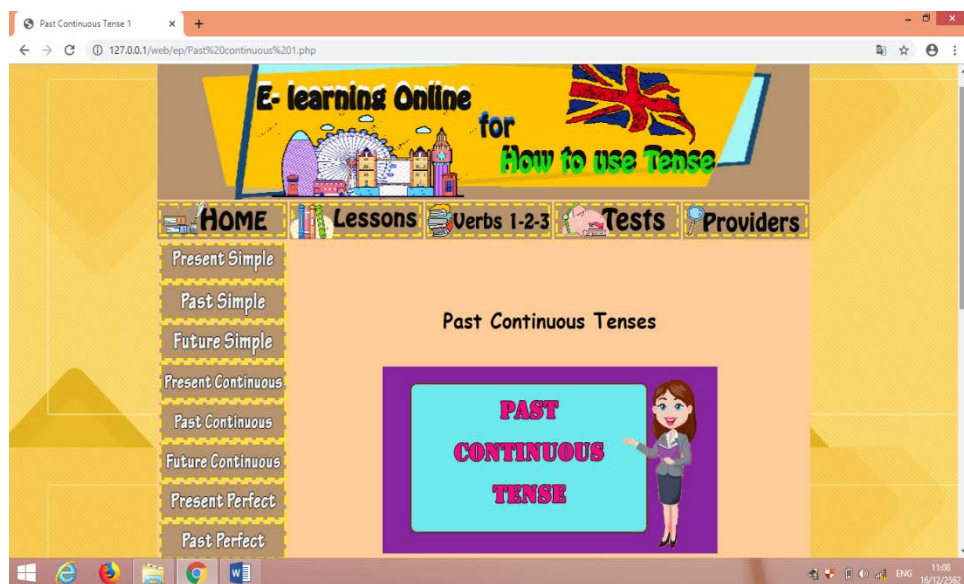 Past Continuous Tense 1
127.0.0.1/web/ep/Past%20continuous%201.php
E- learning Online
for
How to use Tense
HOME
Lessons
Verbs 1-2-3
Tests
Providers
Present Simple
Past Simple
Future Simple
Present Continuous
Past Continuous
Future Continuous
Present Perfect
Past Perfect
Past Continuous Tenses
PAST
CONTINUOUS
TENSE
ENG
11:08
16/12/2562